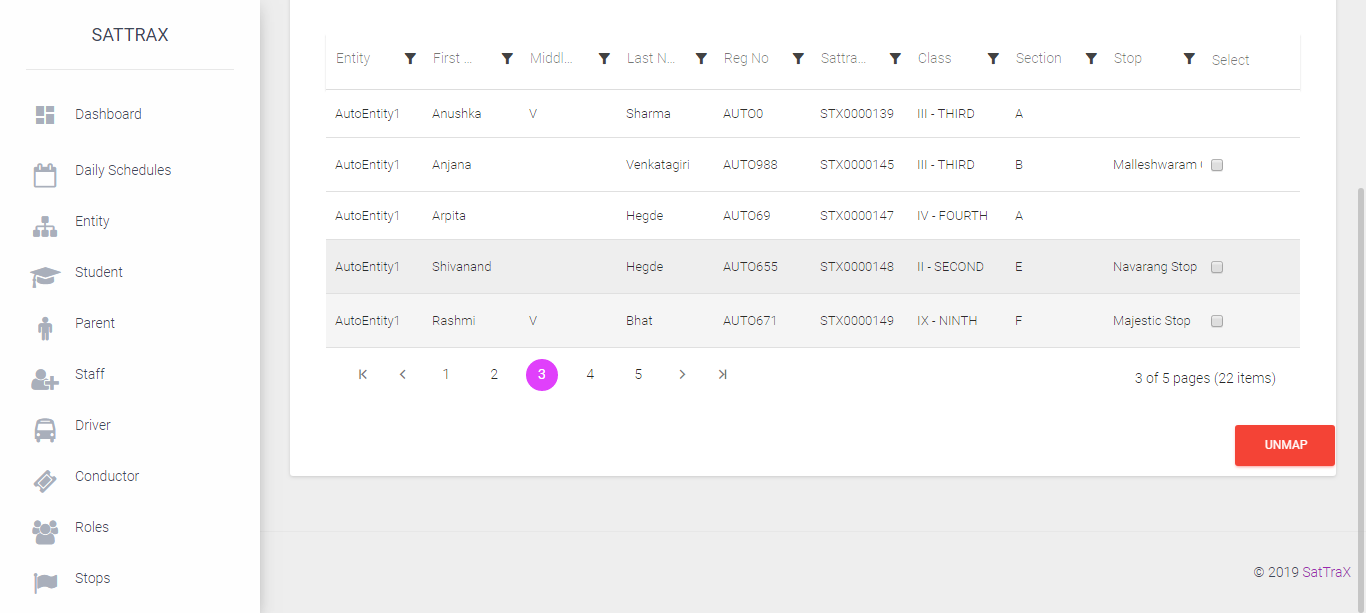 SATTRAX
Dashboard
Daily Schedules
Entity
Student
Parent
Staff
Driver
Conductor
Roles
Stops
Entity First ... Middl... Last N... Reg No Sattra... Class Section Stop Select
AutoEntity1 Anushka V Sharma AUTO0 STX0000139 III - THIRD A
AutoEntity1 Anjana Venkatagiri AUTO988 STX0000145 III - THIRD B Malleshwaram
AutoEntity1 Arpita Hegde AUTO69 STX0000147 IV - FOURTH A
AutoEntity1 Shivanand Hegde AUTO655 STX0000148 II - SECOND E Navarang Stop
AutoEntity1 Rashmi V Bhat AUTO671 STX0000149 IX - NINTH F Majestic Stop
1 2 3 4 5
3 of 5 pages (22 items)
UNMAP
© 2019 SatTraX